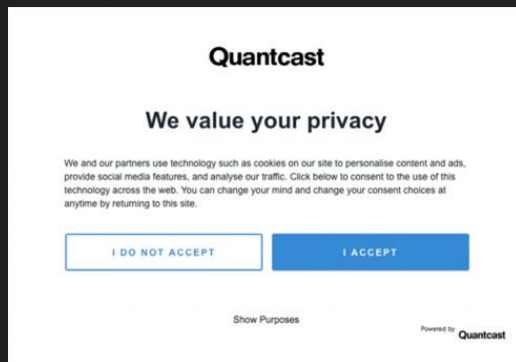 Quantcast
We value your privacy
We and our partners use technology such as cookies on our site to personalise content and ads,
provide social media features, and analyse our traffic. Click below to consent to the use of this
technology across the web. You can change your mind and change your consent choices at
anytime by returning to this site.
I DO NOT ACCEPT
I ACCEPT
Show Purposes
Powered by Quantcast